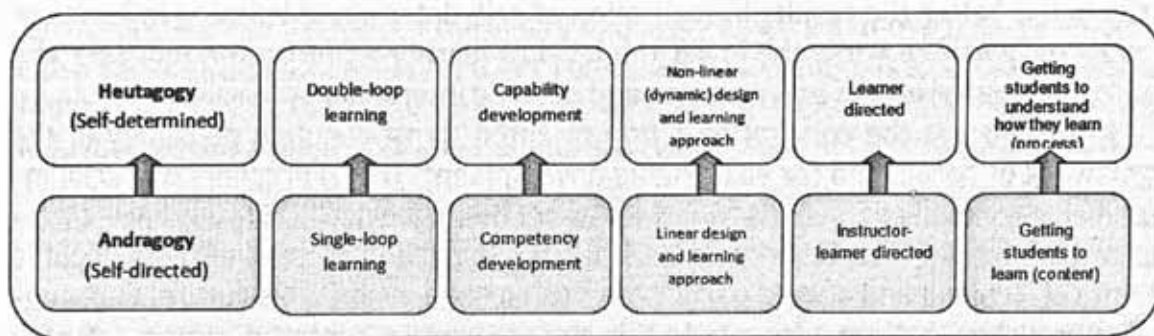 Heutagogy
(Self-determined)
Double-loop
learning
Capability
development
Non-linear
(dynamic) design
and learning
approach
Learner
directed
Getting
students to
understand
how they learn
(process)
Andragogy
(Self-directed)
Single-loop
learning
Competency
development
Linear design
and learning
approach
Instructor-
learner directed
Getting
students to
learn (content)